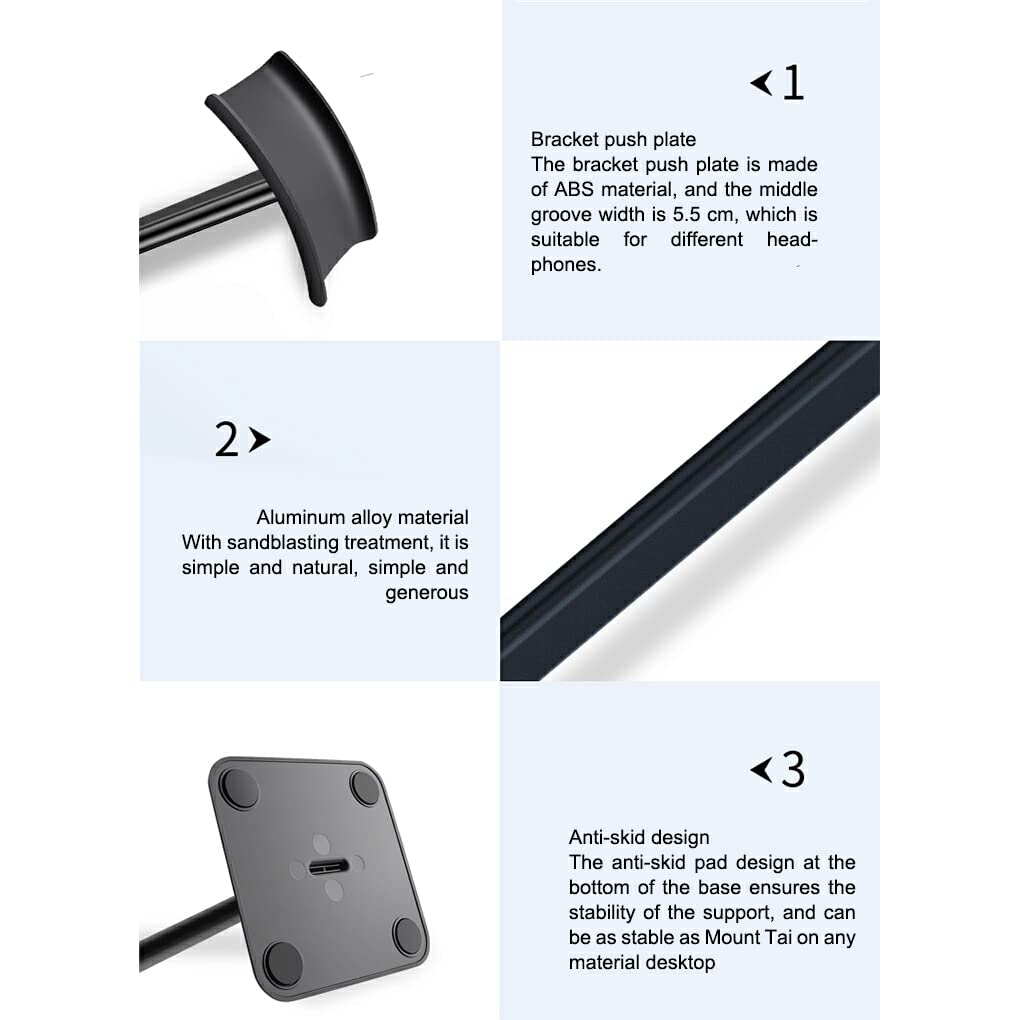 1
Bracket push plate
The bracket push plate is made
of ABS material, and the middle
groove width is 5.5 cm, which is
suitable for different head-
phones.
2
Aluminum alloy material
With sandblasting treatment, it is
simple and natural, simple and
generous
3
Anti-skid design
The anti-skid pad design at the
bottom of the base ensures the
stability of the support, and can
be as stable as Mount Tai on any
material desktop